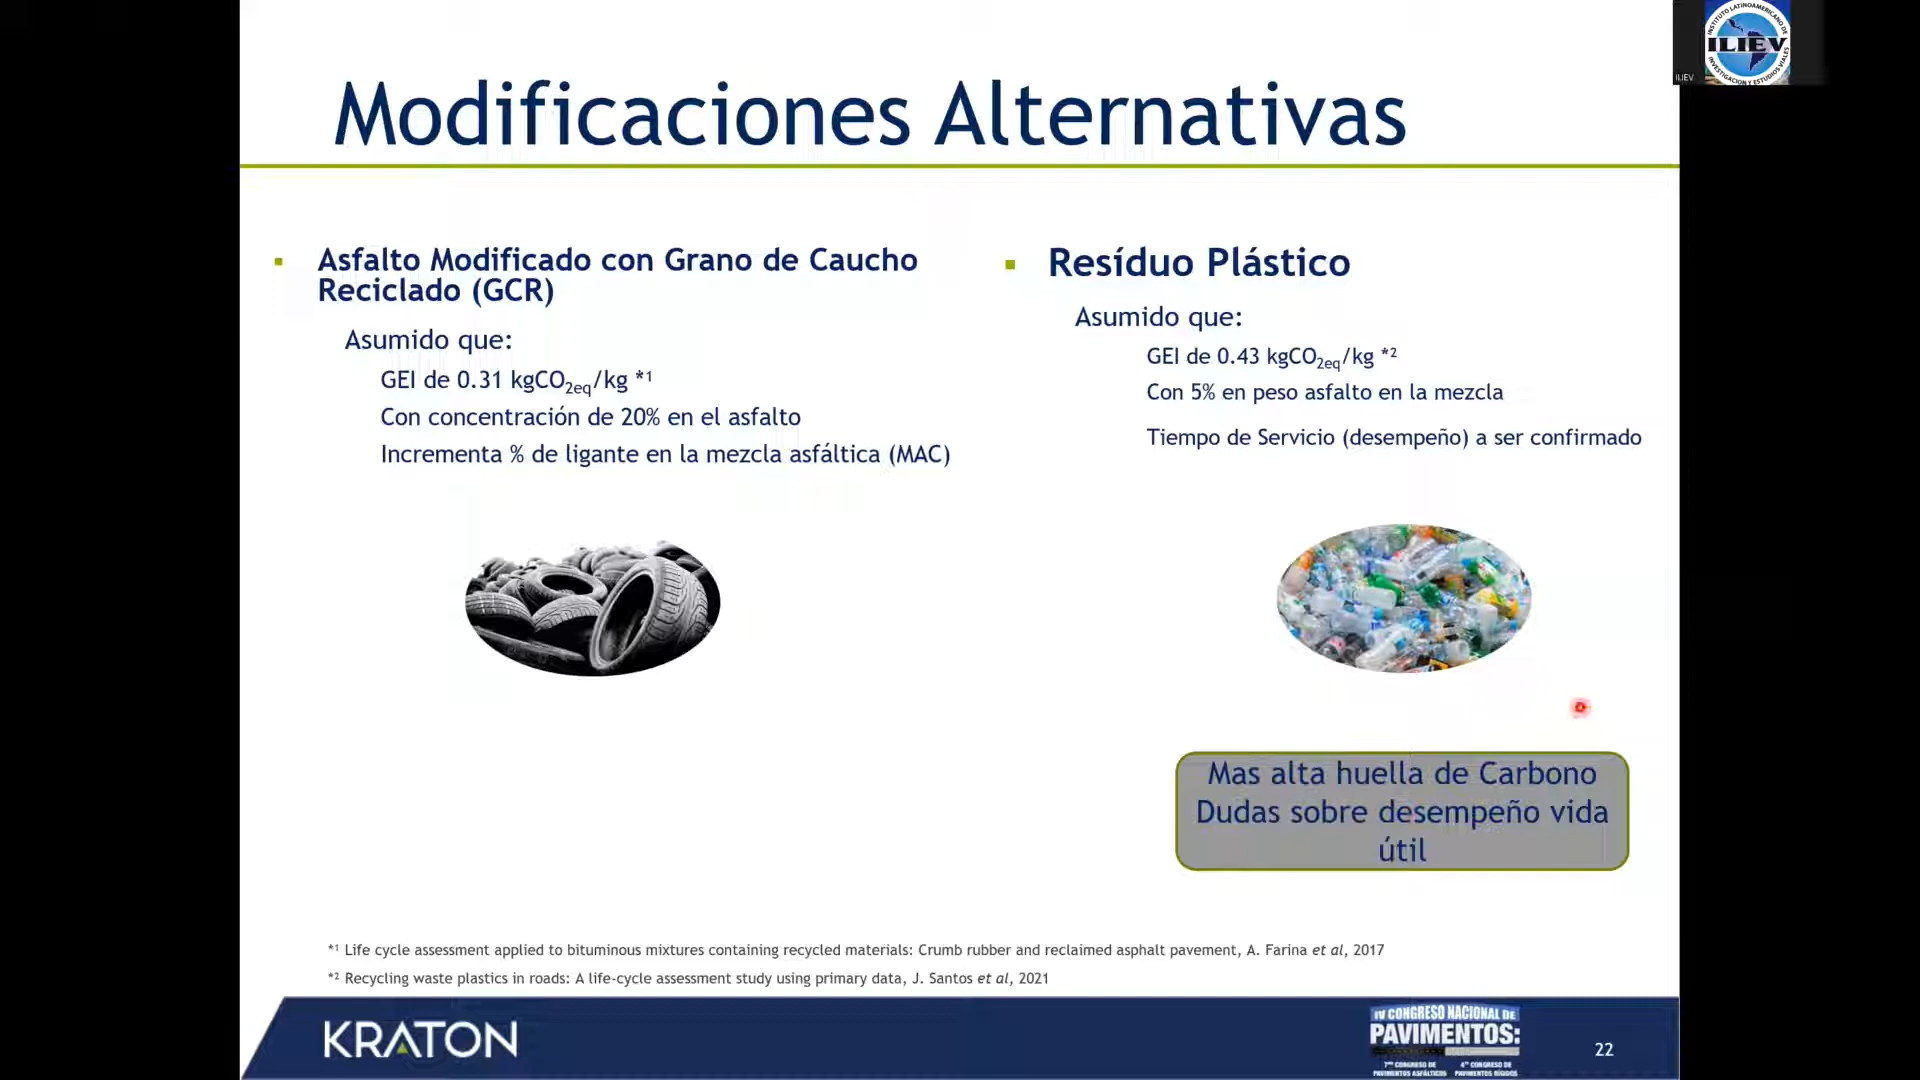 Modificaciones Alternativas
INSTITUTO LATINOAMERICANO DE
ILIEV
INVESTIGACION Y ESTUDIOS VIALES
ILIEV
▪ Asfalto Modificado con Grano de Caucho
Reciclado (GCR)
Asumido que:
GEI de 0.31 kgCO2eq/kg *1
Con concentración de 20% en el asfalto
Incrementa % de ligante en la mezcla asfáltica (MAC)
▪ Resíduo Plástico
Asumido que:
GEI de 0.43 kgCO2eq/kg *2
Con 5% en peso asfalto en la mezcla
Tiempo de Servicio (desempeño) a ser confirmado
Mas alta huella de Carbono
Dudas sobre desempeño vida
útil
*1 Life cycle assessment applied to bituminous mixtures containing recycled materials: Crumb rubber and reclaimed asphalt pavement, A. Farina et al, 2017
*2 Recycling waste plastics in roads: A life-cycle assessment study using primary data, J. Santos et al, 2021
KRATON
IV CONGRESO NACIONAL DE
PAVIMENTOS:
7mo CONGRESO DE
PAVIMENTOS ASFÁLTICOS
4to CONGRESO DE
PAVIMENTOS RÍGIDOS
22